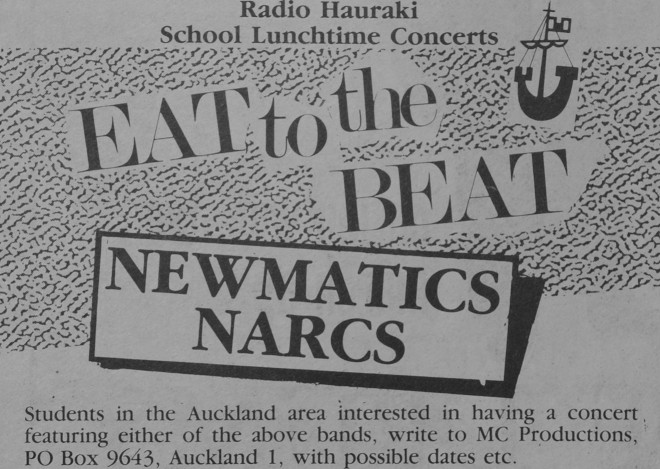 Radio Hauraki
School Lunchtime Concerts
EAT to the
BEAT
NEWMATICS
NARCS
Students in the Auckland area interested in having a concert
featuring either of the above bands, write to MC Productions,
PO Box 9643, Auckland 1, with possible dates etc.